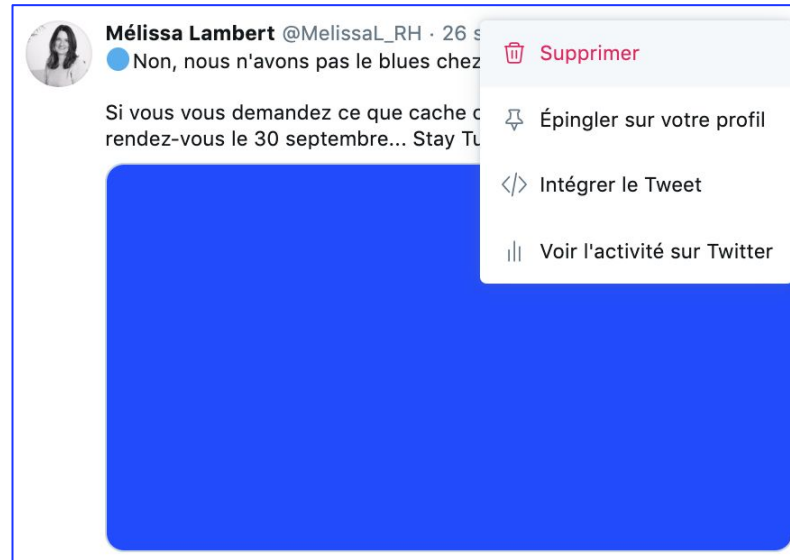 Mélissa Lambert @MelissaL_RH · 26 s
Non, nous n'avons pas le blues chez
Si vous vous demandez ce que cache
rendez-vous le 30 septembre... Stay
Supprimer
Épingler sur votre profil
Intégrer le Tweet
Voir l'activité sur Twitter